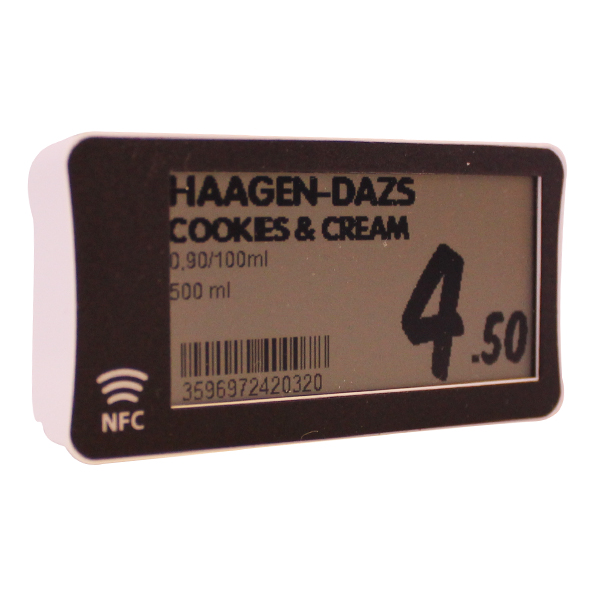 HAAGEN-DAZS
COOKIES & CREAM
0,90/100ml
500 ml
4.50
3596972420320
NFC